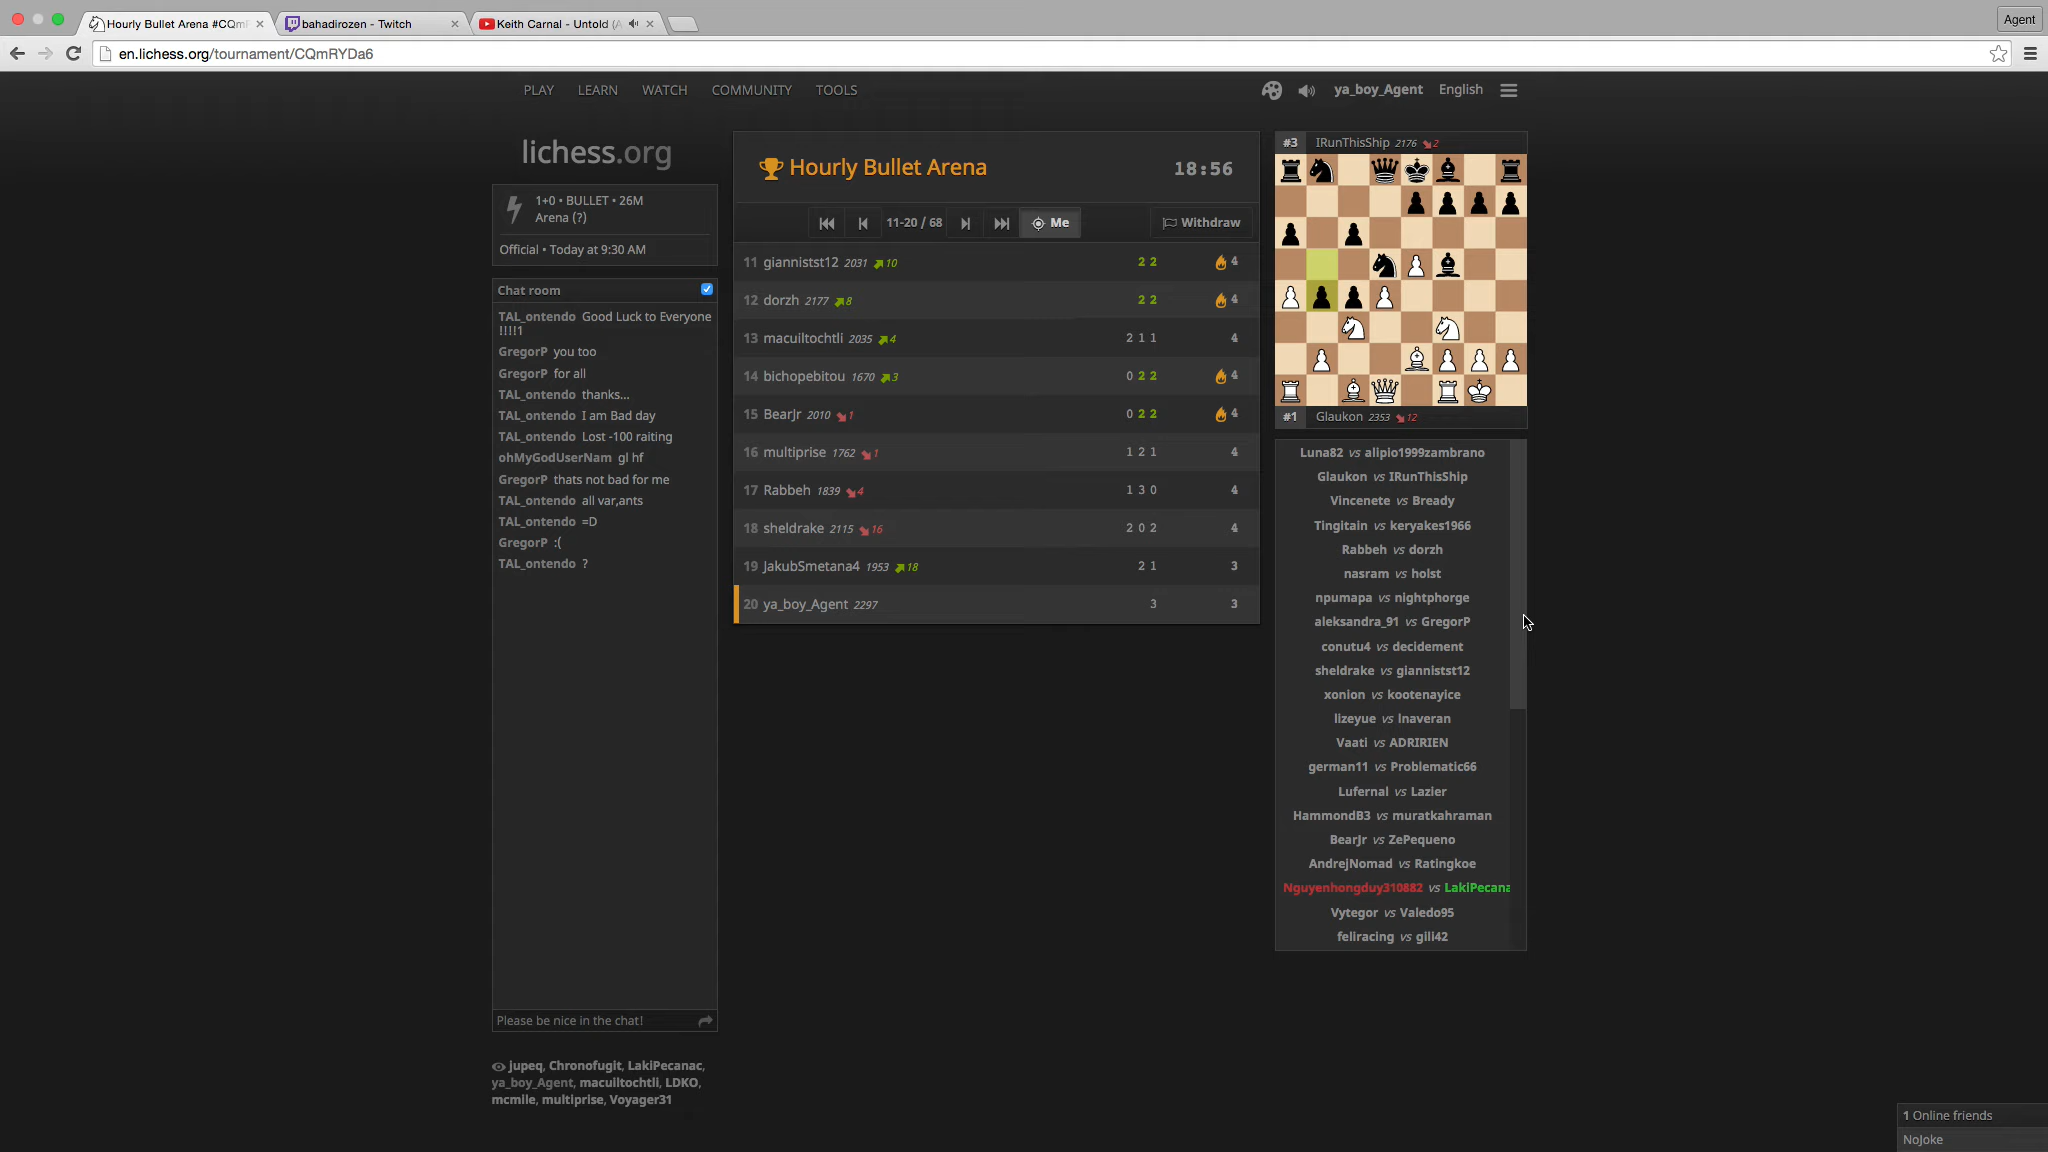 Hourly Bullet Arena #CQm
bahadirozen - Twitch
Keith Carnal - Untold (A
Agent
en.lichess.org/tournament/CQmRYDa6
PLAY LEARN WATCH COMMUNITY TOOLS
ya_boy_Agent English
lichess.org
1+0 • BULLET • 26M
Arena (?)
Official • Today at 9:30 AM
Chat room
TAL_ontendo Good Luck to Everyone
!!!!1
GregorP you too
GregorP for all
TAL_ontendo thanks...
TAL_ontendo I am Bad day
TAL_ontendo Lost -100 raiting
ohMyGodUserNam gl hf
GregorP thats not bad for me
TAL_ontendo all var,ants
TAL_ontendo =D
GregorP :(
TAL_ontendo ?
Please be nice in the chat!
jupeq, Chronofugit, LakiPecanac,
ya_boy_Agent, macuiltochtli, LDKO,
mcmile, multiprise, Voyager31
Hourly Bullet Arena 18:56
11-20 / 68 Me Withdraw
11 giannistst12 2031 10 2 2 4
12 dorzh 2177 8 2 2 4
13 macuiltochtli 2035 4 2 1 1 4
14 bichopebitou 1670 3 0 2 2 4
15 BearJr 2010 1 0 2 2 4
16 multiprise 1762 1 1 2 1 4
17 Rabbeh 1839 4 1 3 0 4
18 sheldrake 2115 16 2 0 2 4
19 JakubSmetana4 1953 18 2 1 3
20 ya_boy_Agent 2297 3 3
#3 IRunThisShip 2176 2
#1 Glaukon 2353 12
Luna82 vs alipio1999zambrano
Glaukon vs IRunThisShip
Vincenete vs Bready
Tingitain vs keryakes1966
Rabbeh vs dorzh
nasram vs holst
npumapa vs nightphorge
aleksandra_91 vs GregorP
conutu4 vs decidement
sheldrake vs giannistst12
xonion vs kootenayice
lizeyue vs lnaveran
Vaati vs ADRIRIEN
german11 vs Problematic66
Lufernal vs Lazier
HammondB3 vs muratkahraman
BearJr vs ZePequeno
AndrejNomad vs Ratingkoe
Nguyenhongduy310882 vs LakiPecana
Vytegor vs Valedo95
feliracing vs gili42
1 Online friends
NoJoke